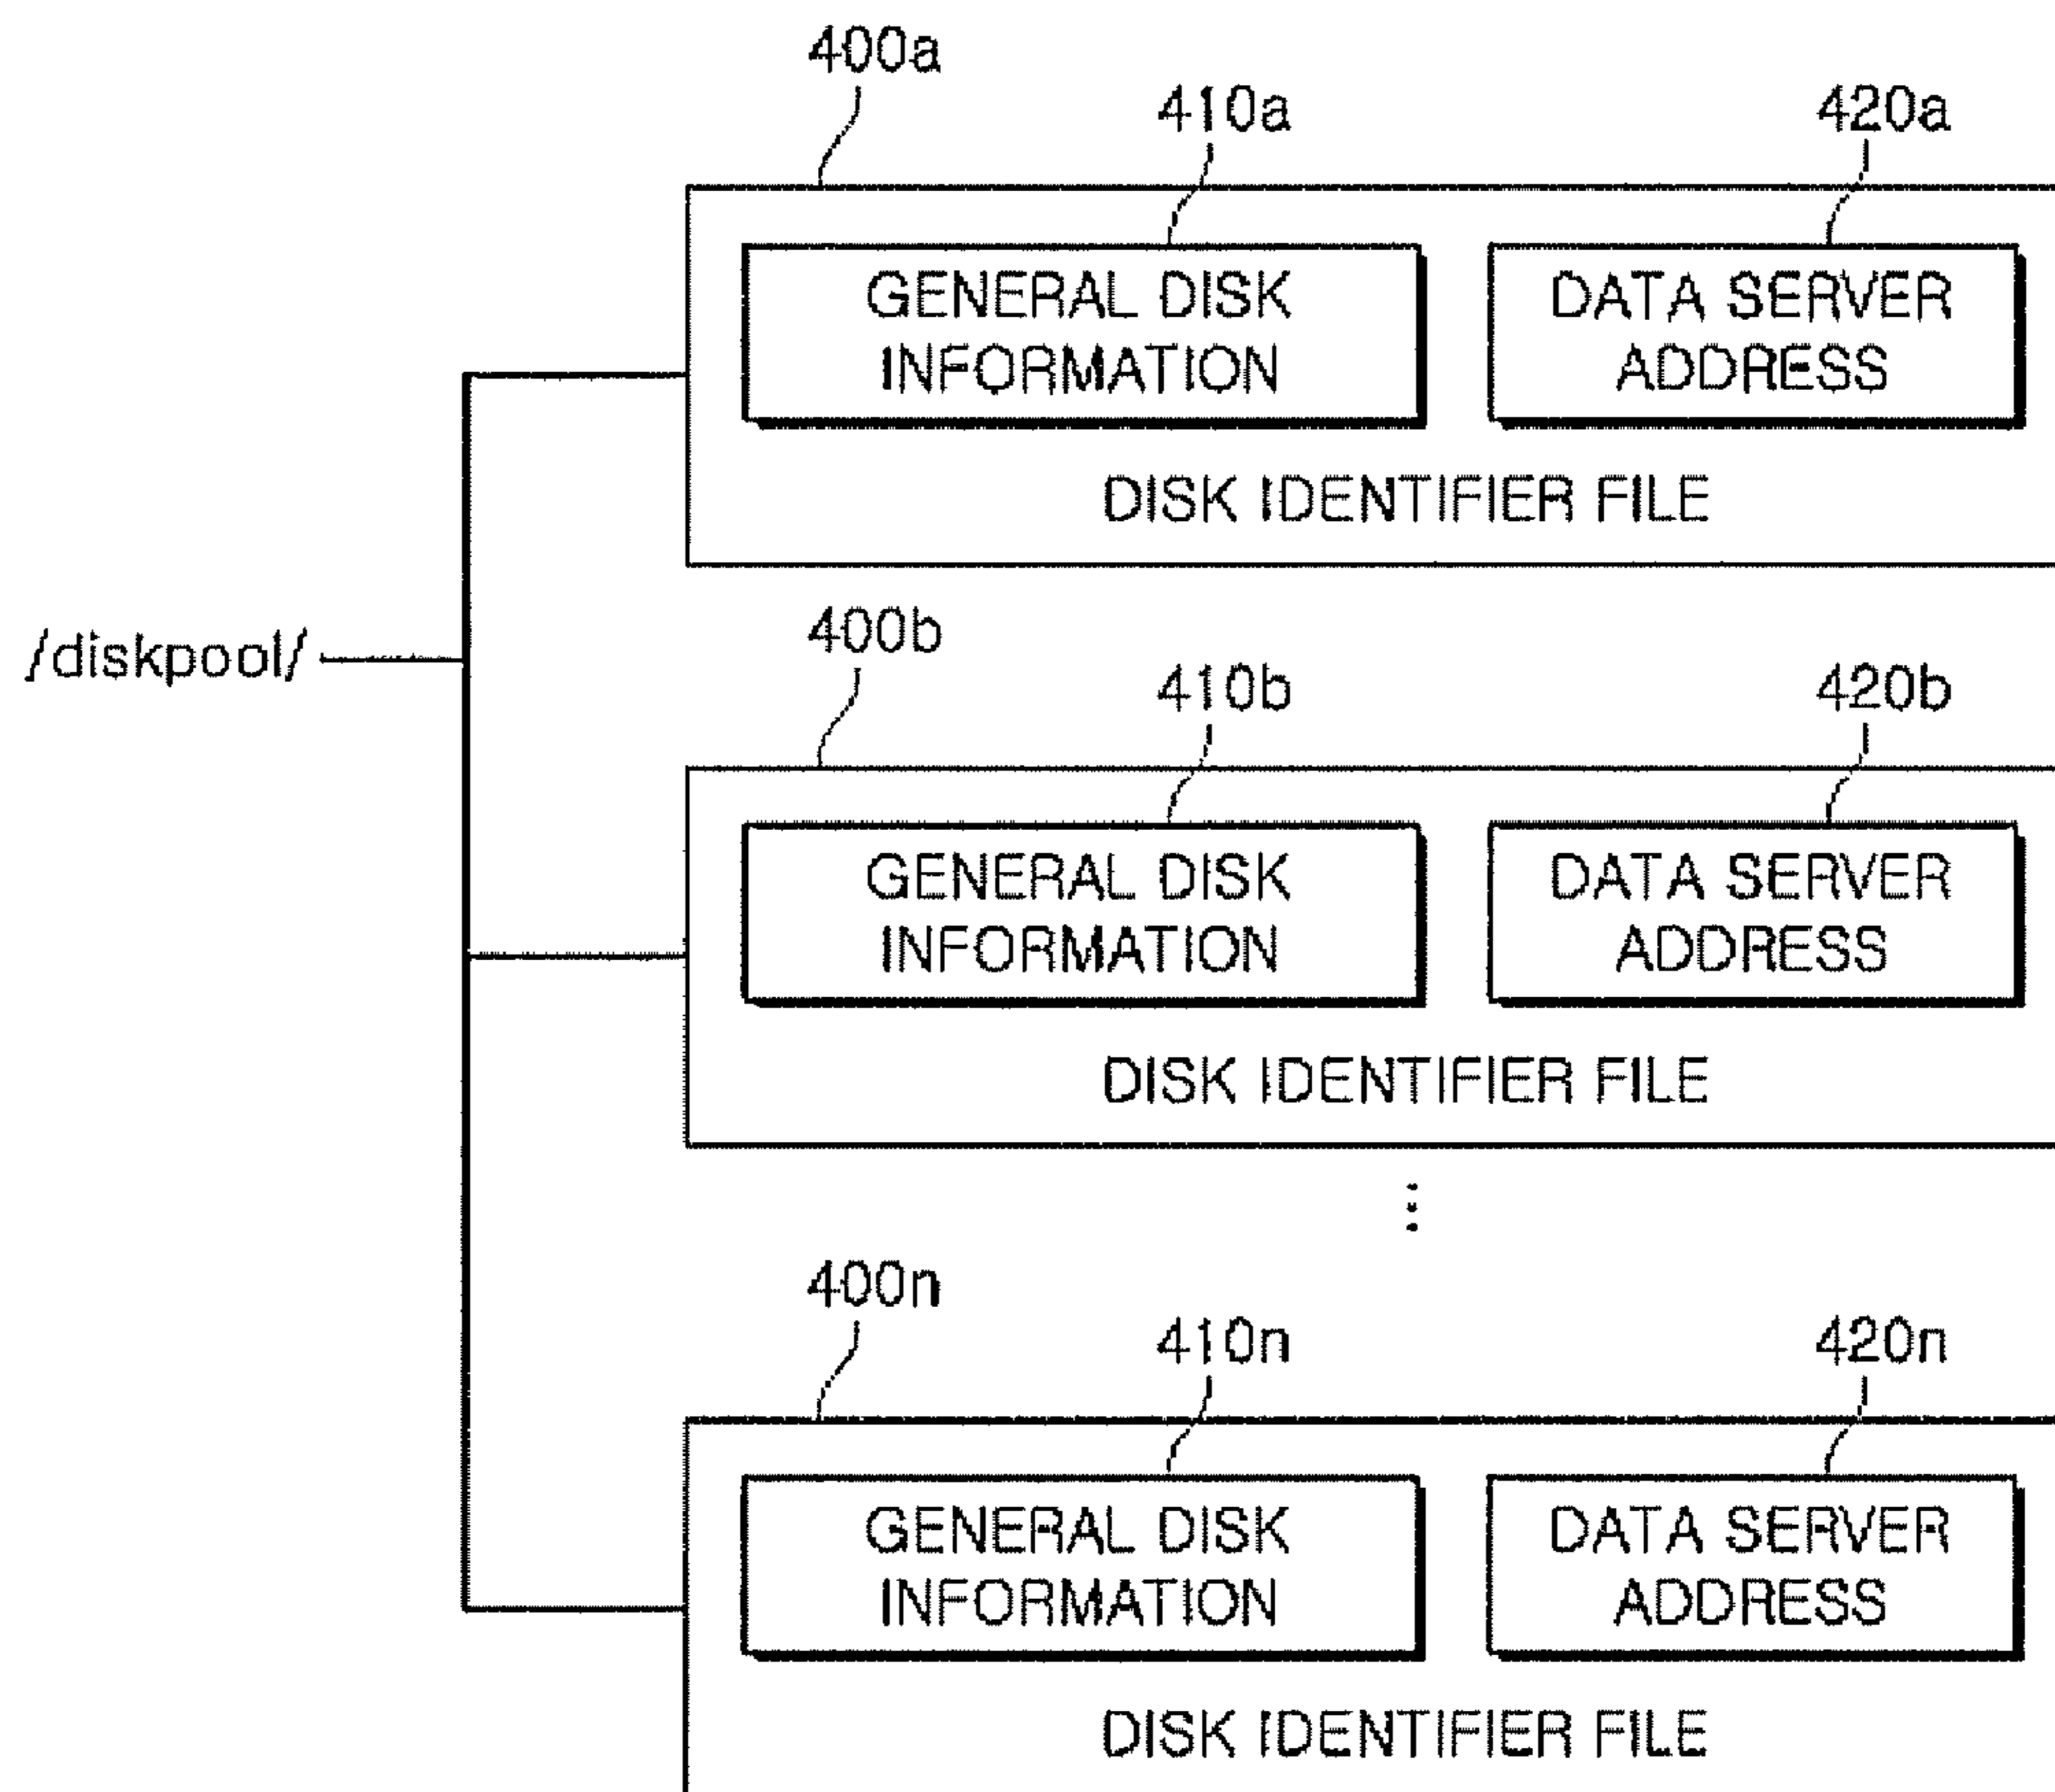 400a
410a
420a
GENERAL DISK
INFORMATION
DATA SERVER
ADDRESS
DISK IDENTIFIER FILE
/diskpool/
400b
410b
420b
GENERAL DISK
INFORMATION
DATA SERVER
ADDRESS
DISK IDENTIFIER FILE
400n
410n
420n
GENERAL DISK
INFORMATION
DATA SERVER
ADDRESS
DISK IDENTIFIER FILE